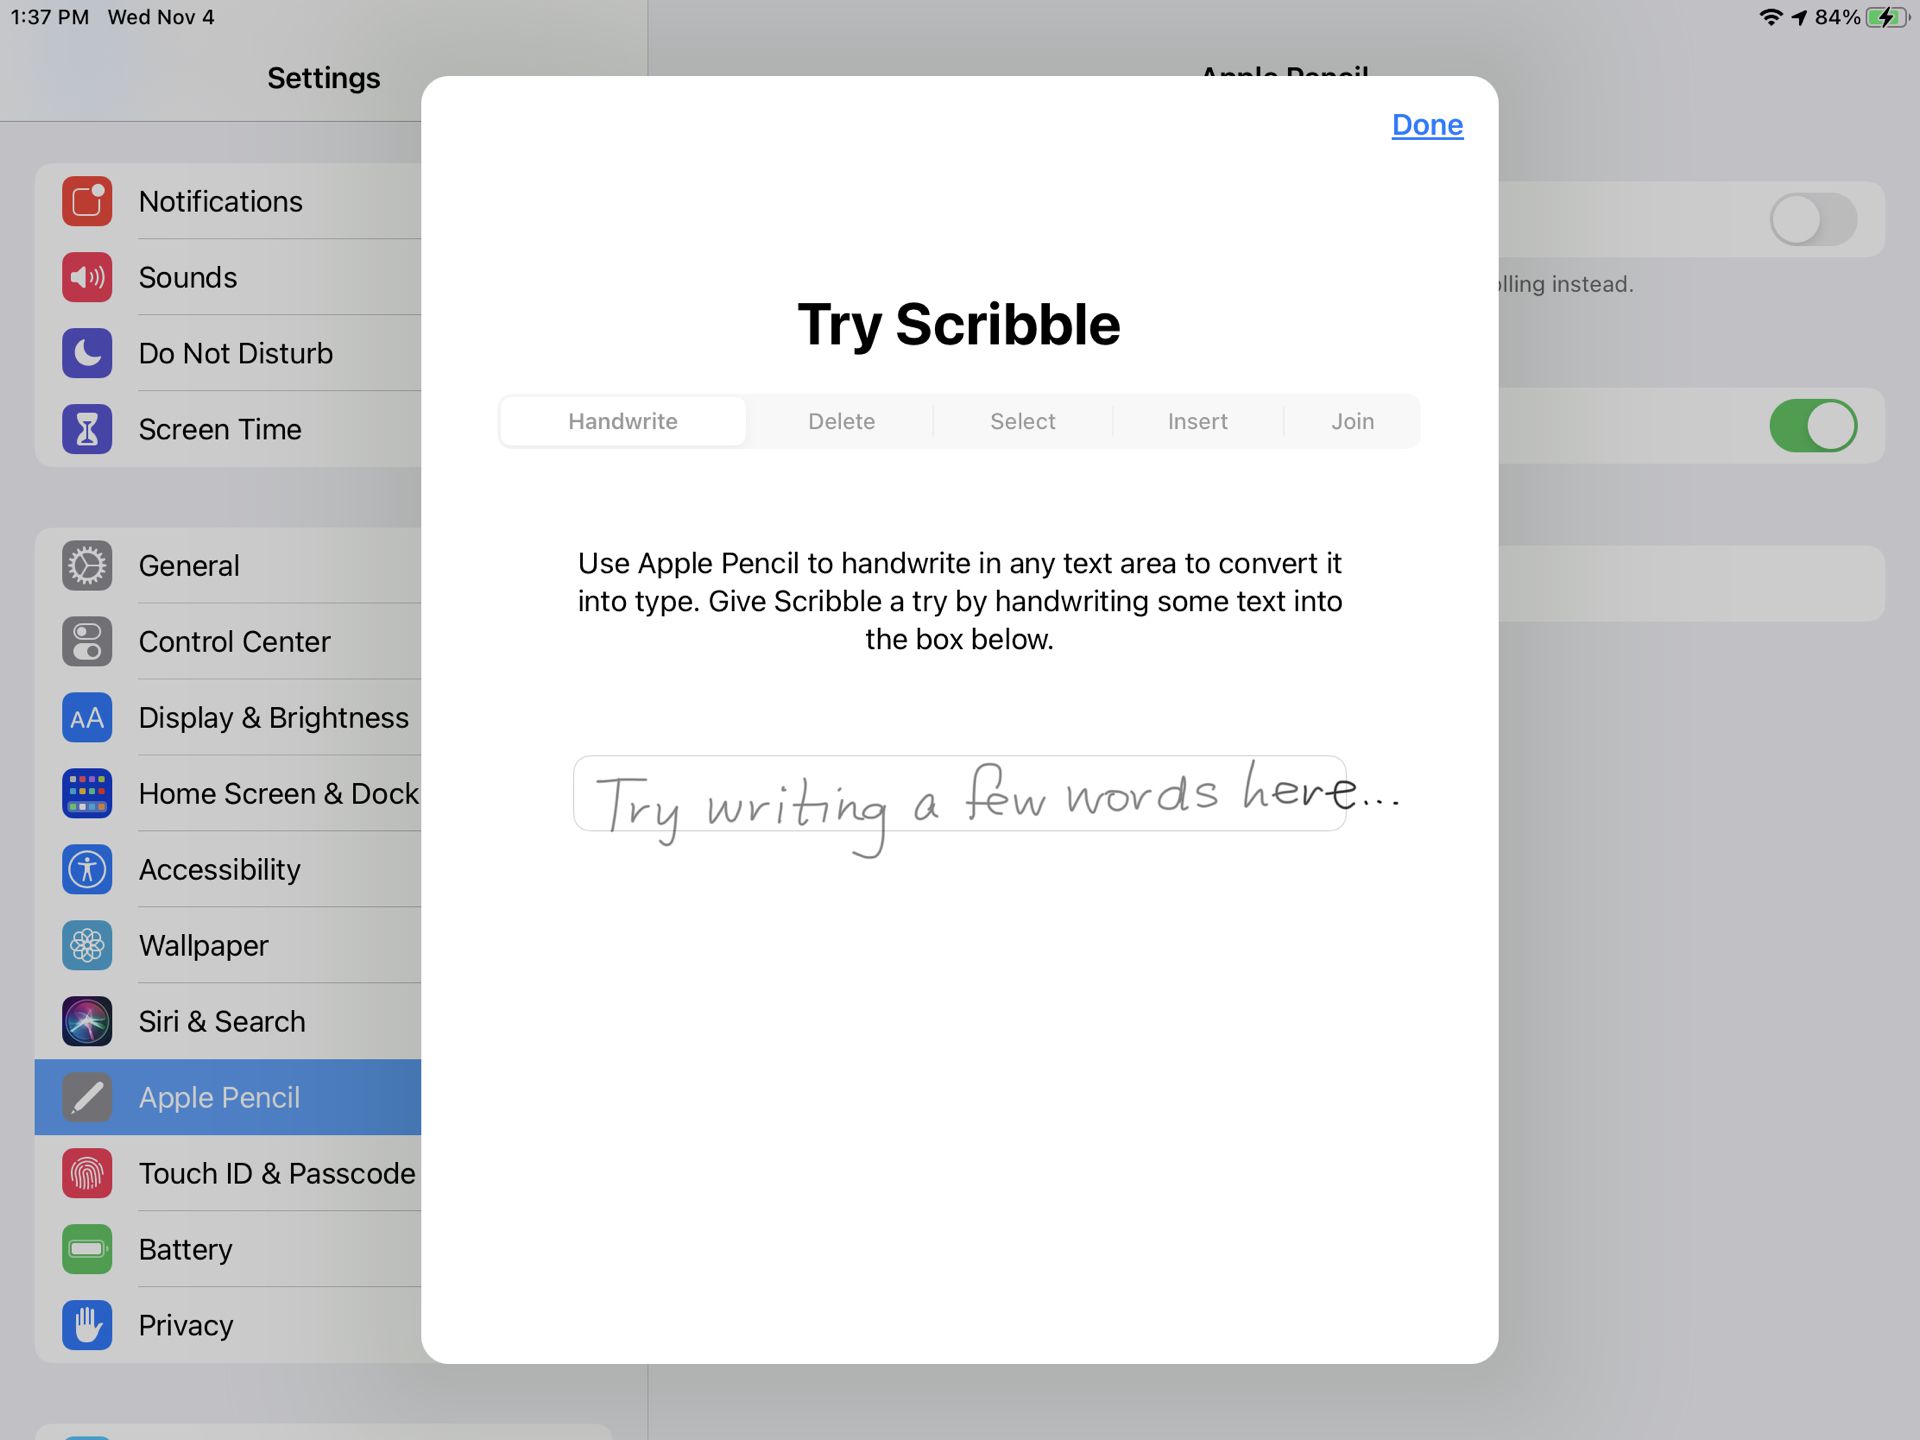 1:37 PM Wed Nov 4
84%
Settings
Apple Pencil
Done
Notifications
Sounds
Do Not Disturb
Screen Time
General
Control Center
AA
Display & Brightness
Home Screen & Dock
Accessibility
Wallpaper
Siri & Search
Apple Pencil
Touch ID & Passcode
Battery
Privacy
Try Scribble
Handwrite Delete Select Insert Join
Use Apple Pencil to handwrite in any text area to convert it
into type. Give Scribble a try by handwriting some text into
the box below.
Try writing a few words here...
instead.